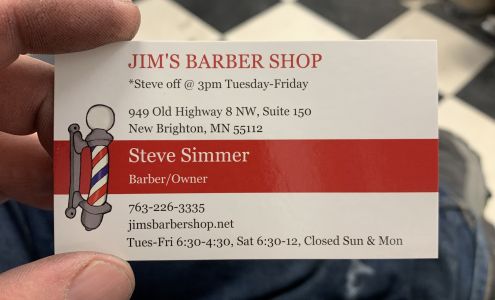 JIM'S BARBER SHOP
*Steve off @ 3pm Tuesday-Friday
949 Old Highway 8 NW, Suite 150
New Brighton, MN 55112
Steve Simmer
Barber/Owner
763-226-3335
jimsbarbershop.net
Tues-Fri 6:30-4:30, Sat 6:30-12, Closed Sun & Mon